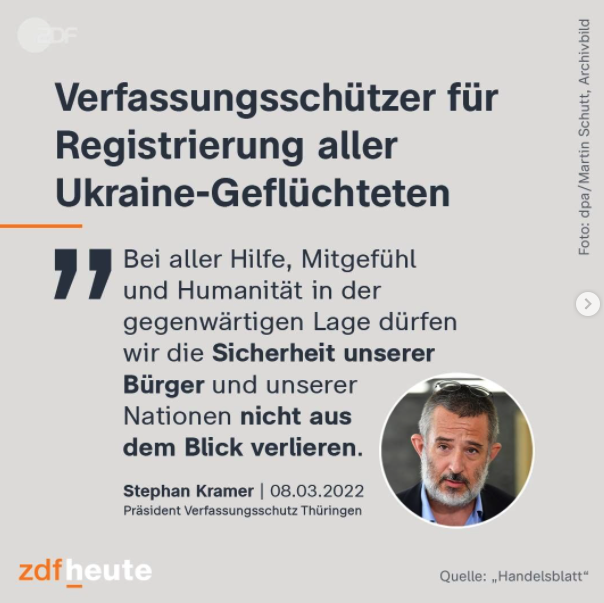 ZDF
Verfassungsschützer für
Registrierung aller
Ukraine-Geflüchteten
Foto: dpa/Martin Schutt, Archivbild
” Bei aller Hilfe, Mitgefühl
und Humanität in der
gegenwärtigen Lage dürfen
wir die Sicherheit unserer
Bürger und unserer
Nationen nicht aus
dem Blick verlieren.
Stephan Kramer | 08.03.2022
Präsident Verfassungsschutz Thüringen
zdfheute
Quelle: „Handelsblatt“